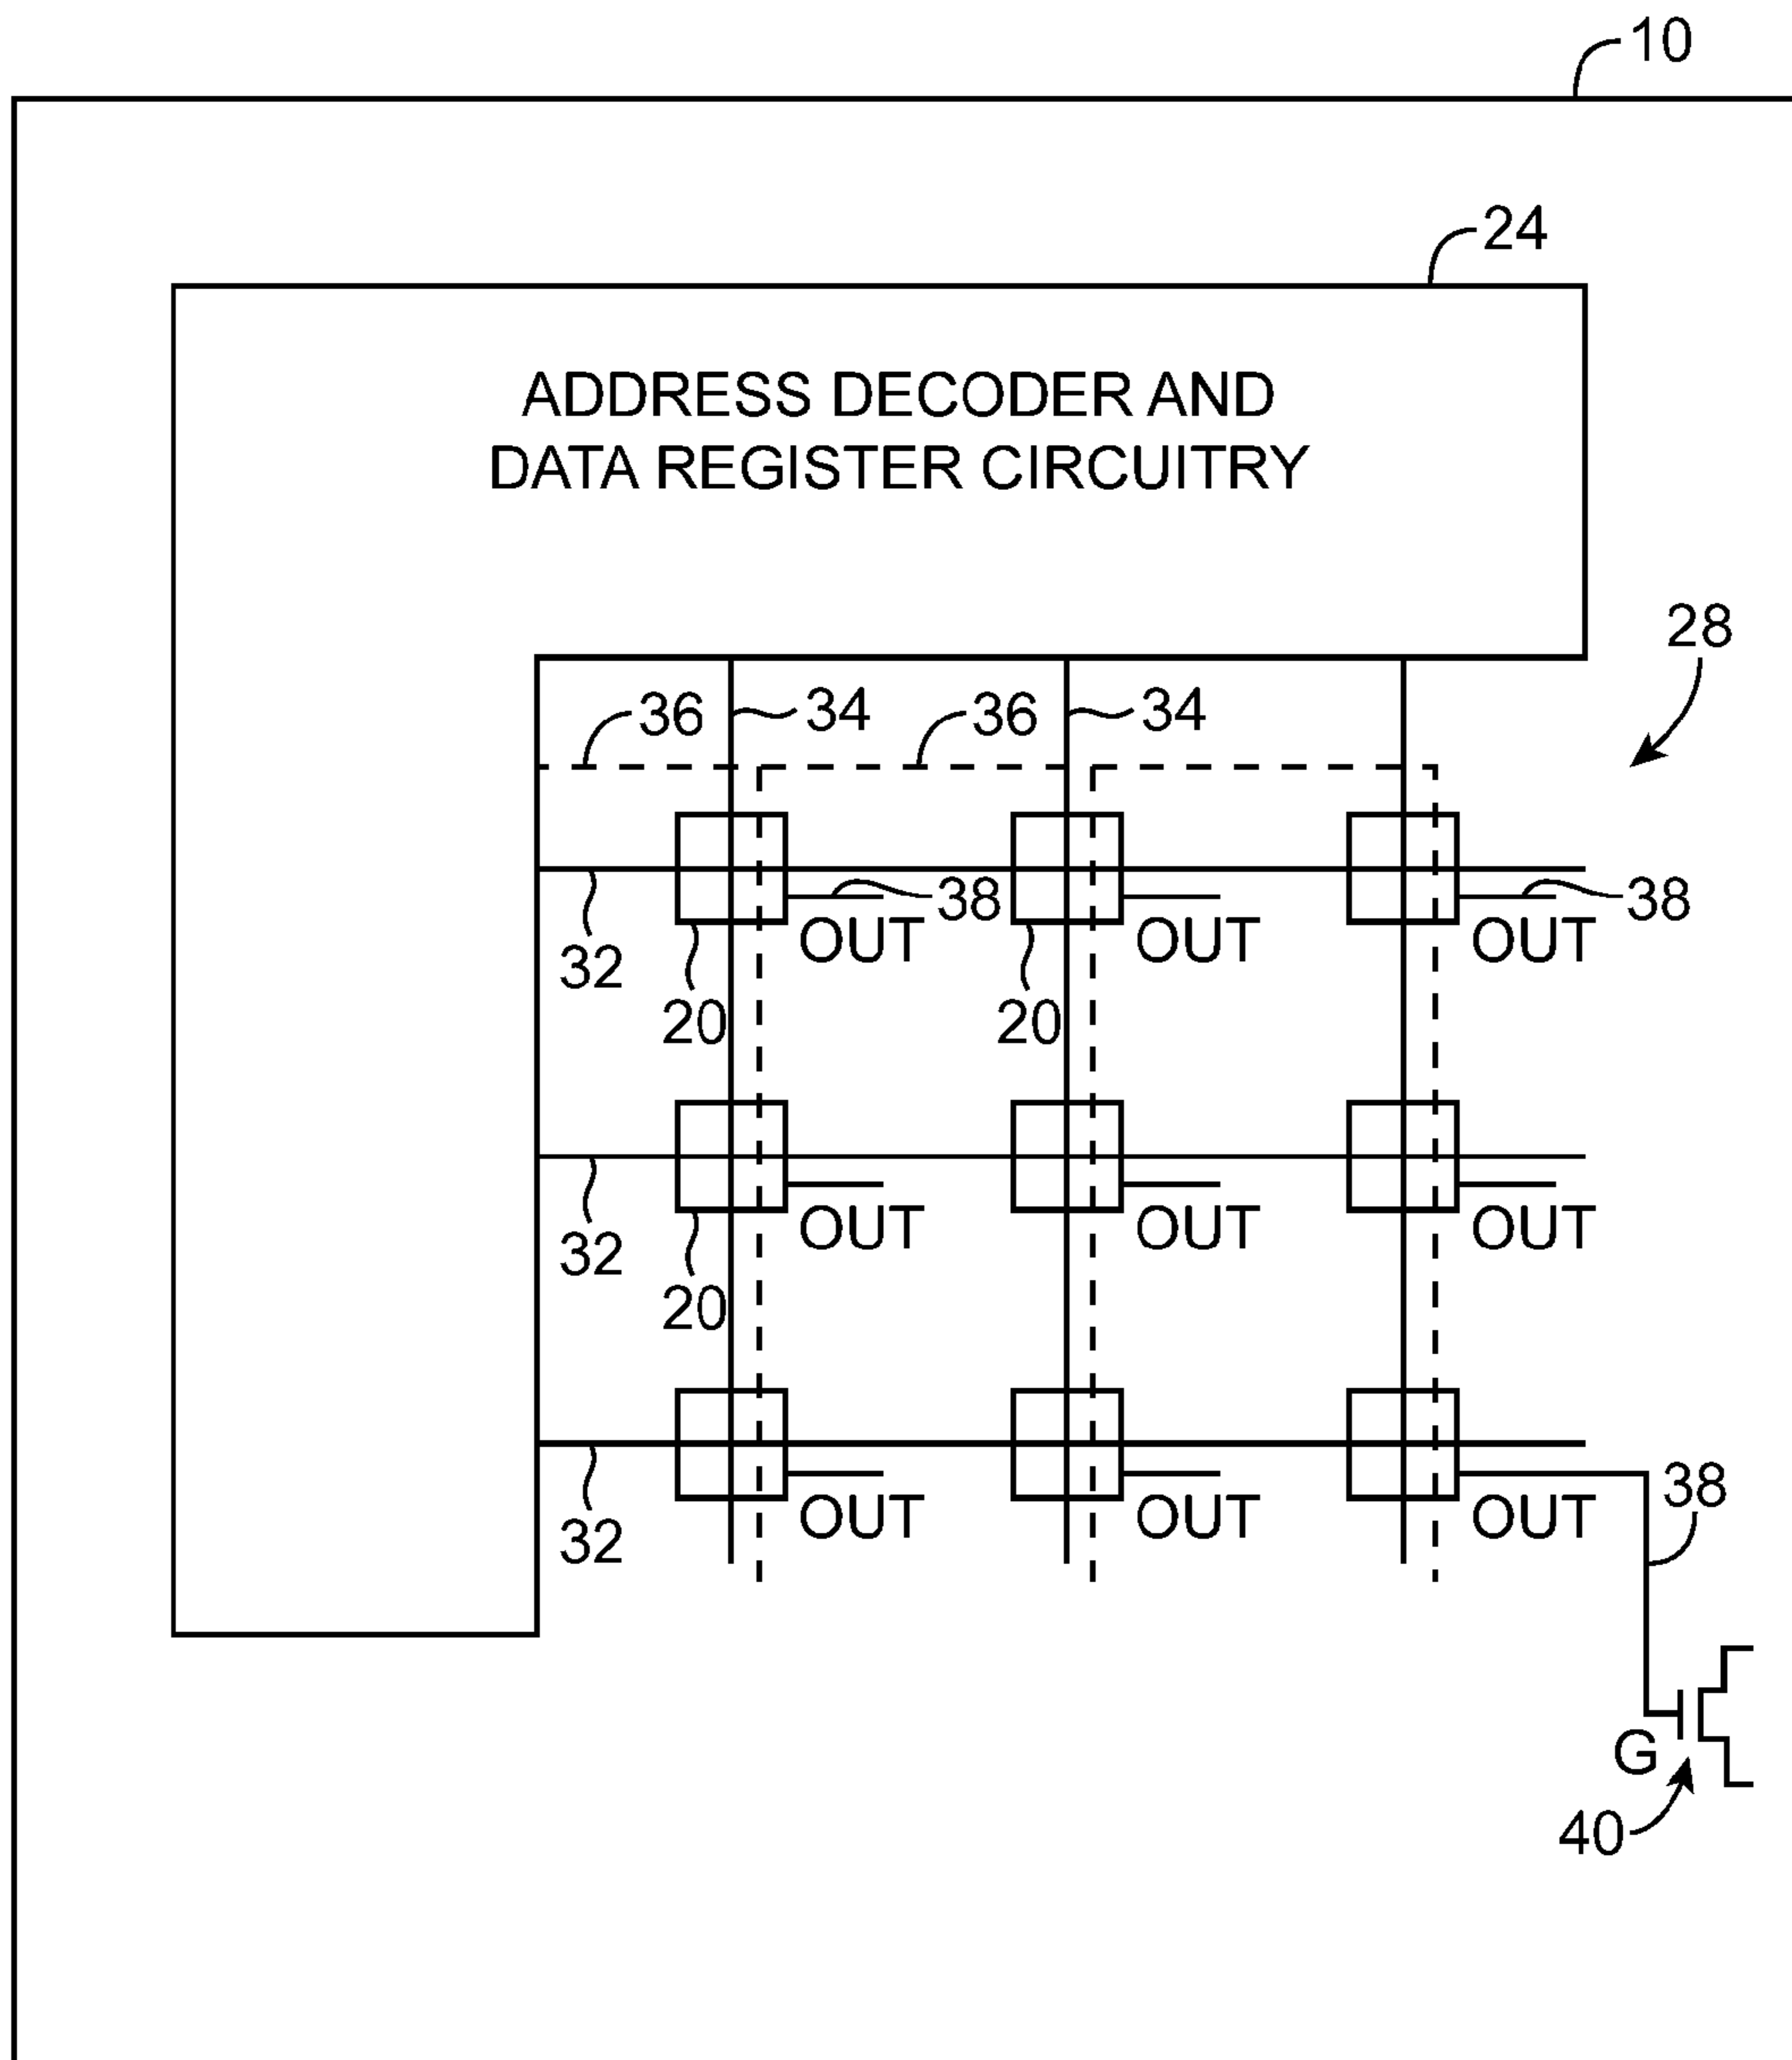 10
24
ADDRESS DECODER AND
DATA REGISTER CIRCUITRY
28
36 34 36 34
38 38
OUT OUT OUT
32
20 20
OUT OUT OUT
32
20
38
OUT OUT OUT
32
G
40